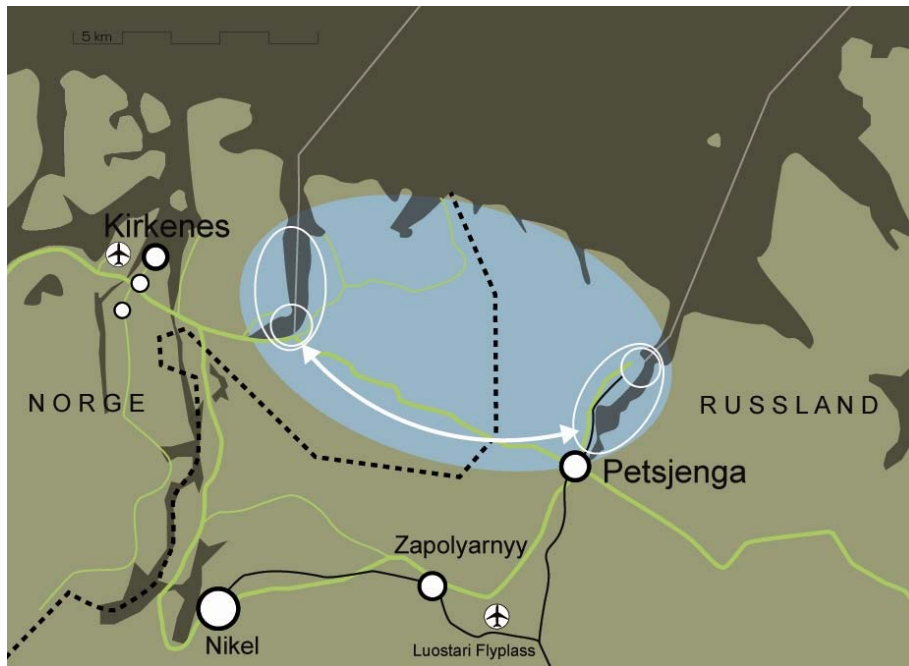 5 km
Kirkenes
NORGE
RUSSLAND
Petsjenga
Zapolyarnyy
Nikel
Luostari Flyplass